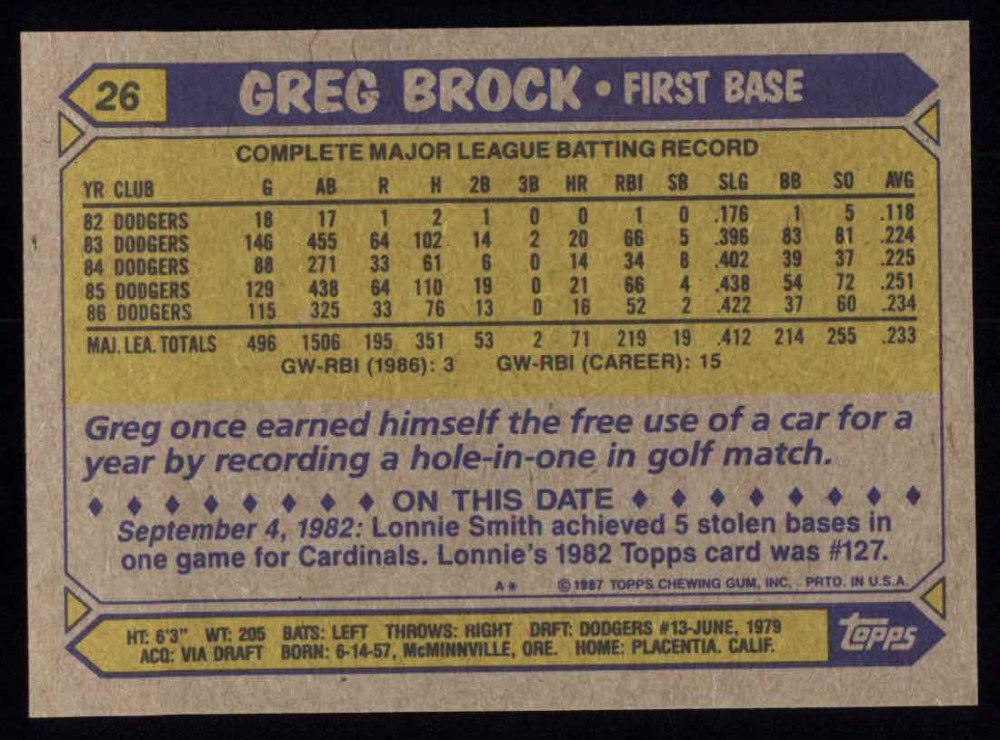 26 GREG BROCK • FIRST BASE
COMPLETE MAJOR LEAGUE BATTING RECORD
YR CLUB G AB R H 2B 3B HR RBI SB SLG BB SO AVG
82 DODGERS 18 17 1 2 1 0 0 1 0 .176 1 5 .118
83 DODGERS 146 455 64 102 14 2 20 66 5 .396 83 81 .224
84 DODGERS 88 271 33 61 6 0 14 34 8 .402 39 37 .225
85 DODGERS 129 438 64 110 19 0 21 66 4 .438 54 72 .251
86 DODGERS 115 325 33 76 13 0 16 52 2 .422 37 60 .234
MAJ. LEA. TOTALS 496 1506 195 351 53 2 71 219 19 .412 214 255 .233
GW-RBI (1986): 3 GW-RBI (CAREER): 15
Greg once earned himself the free use of a car for a
year by recording a hole-in-one in golf match.
♦ ♦ ♦ ♦ ♦ ♦ ♦ ♦ ON THIS DATE ♦ ♦ ♦ ♦ ♦ ♦ ♦ ♦
September 4, 1982: Lonnie Smith achieved 5 stolen bases in
one game for Cardinals. Lonnie's 1982 Topps card was #127.
A* © 1987 TOPPS CHEWING GUM, INC. PRTD. IN U.S.A.
HT: 6'3" WT: 205 BATS: LEFT THROWS: RIGHT DRFT: DODGERS #13-JUNE, 1979
ACQ: VIA DRAFT BORN: 6-14-57, McMINNVILLE, ORE. HOME: PLACENTIA. CALIF.
topps